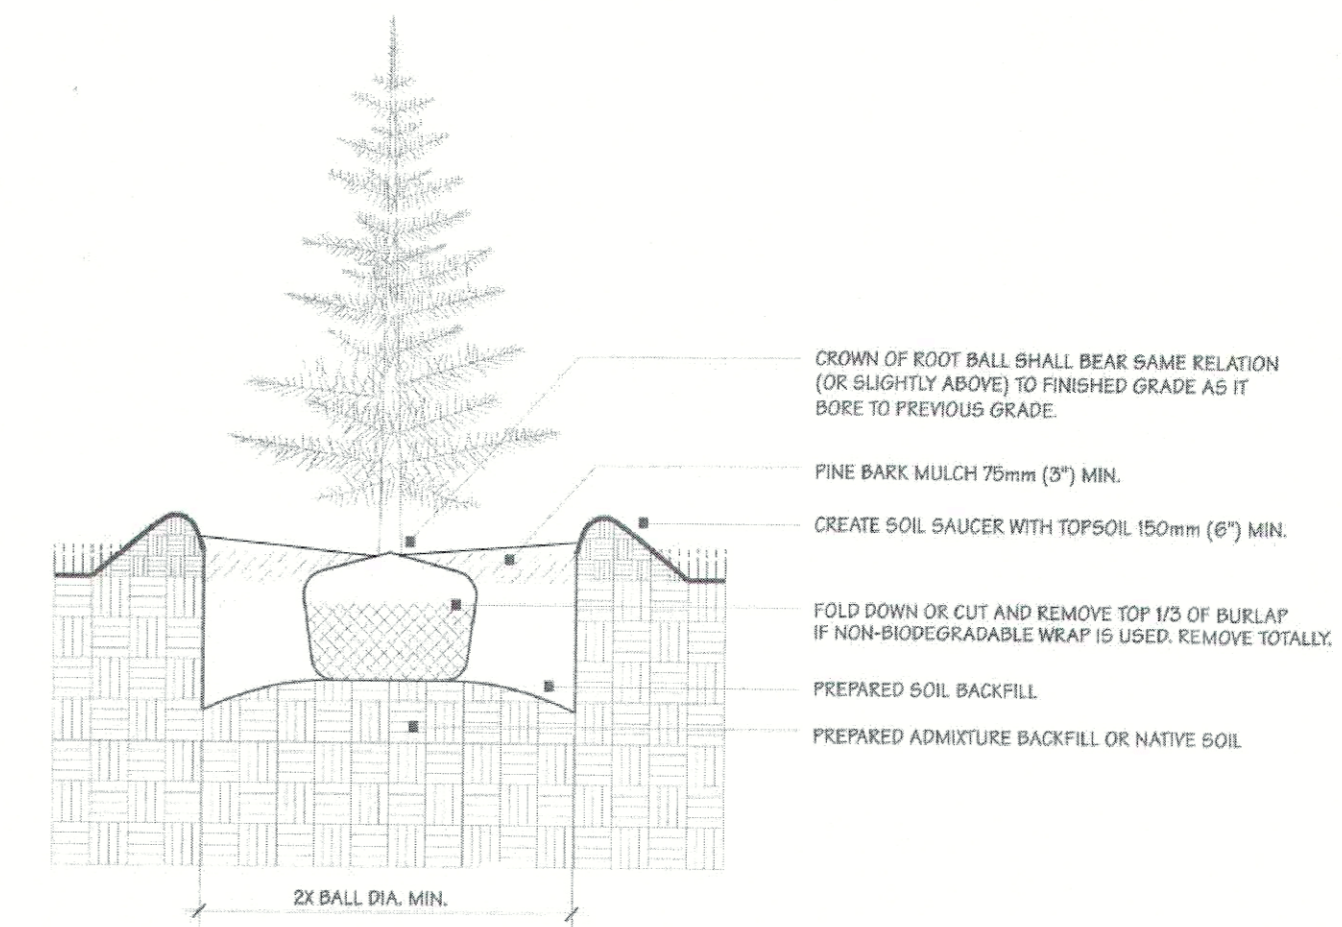 CROWN OF ROOT BALL SHALL BEAR SAME RELATION
(OR SLIGHTLY ABOVE) TO FINISHED GRADE AS IT
BORE TO PREVIOUS GRADE.
PINE BARK MULCH 75mm (3") MIN.
CREATE SOIL SAUCER WITH TOPSOIL 150mm (6") MIN.
FOLD DOWN OR CUT AND REMOVE TOP 1/3 OF BURLAP
IF NON-BIODEGRADABLE WRAP IS USED. REMOVE TOTALLY.
PREPARED SOIL BACKFILL
PREPARED ADMIXTURE BACKFILL OR NATIVE SOIL
2X BALL DIA. MIN.